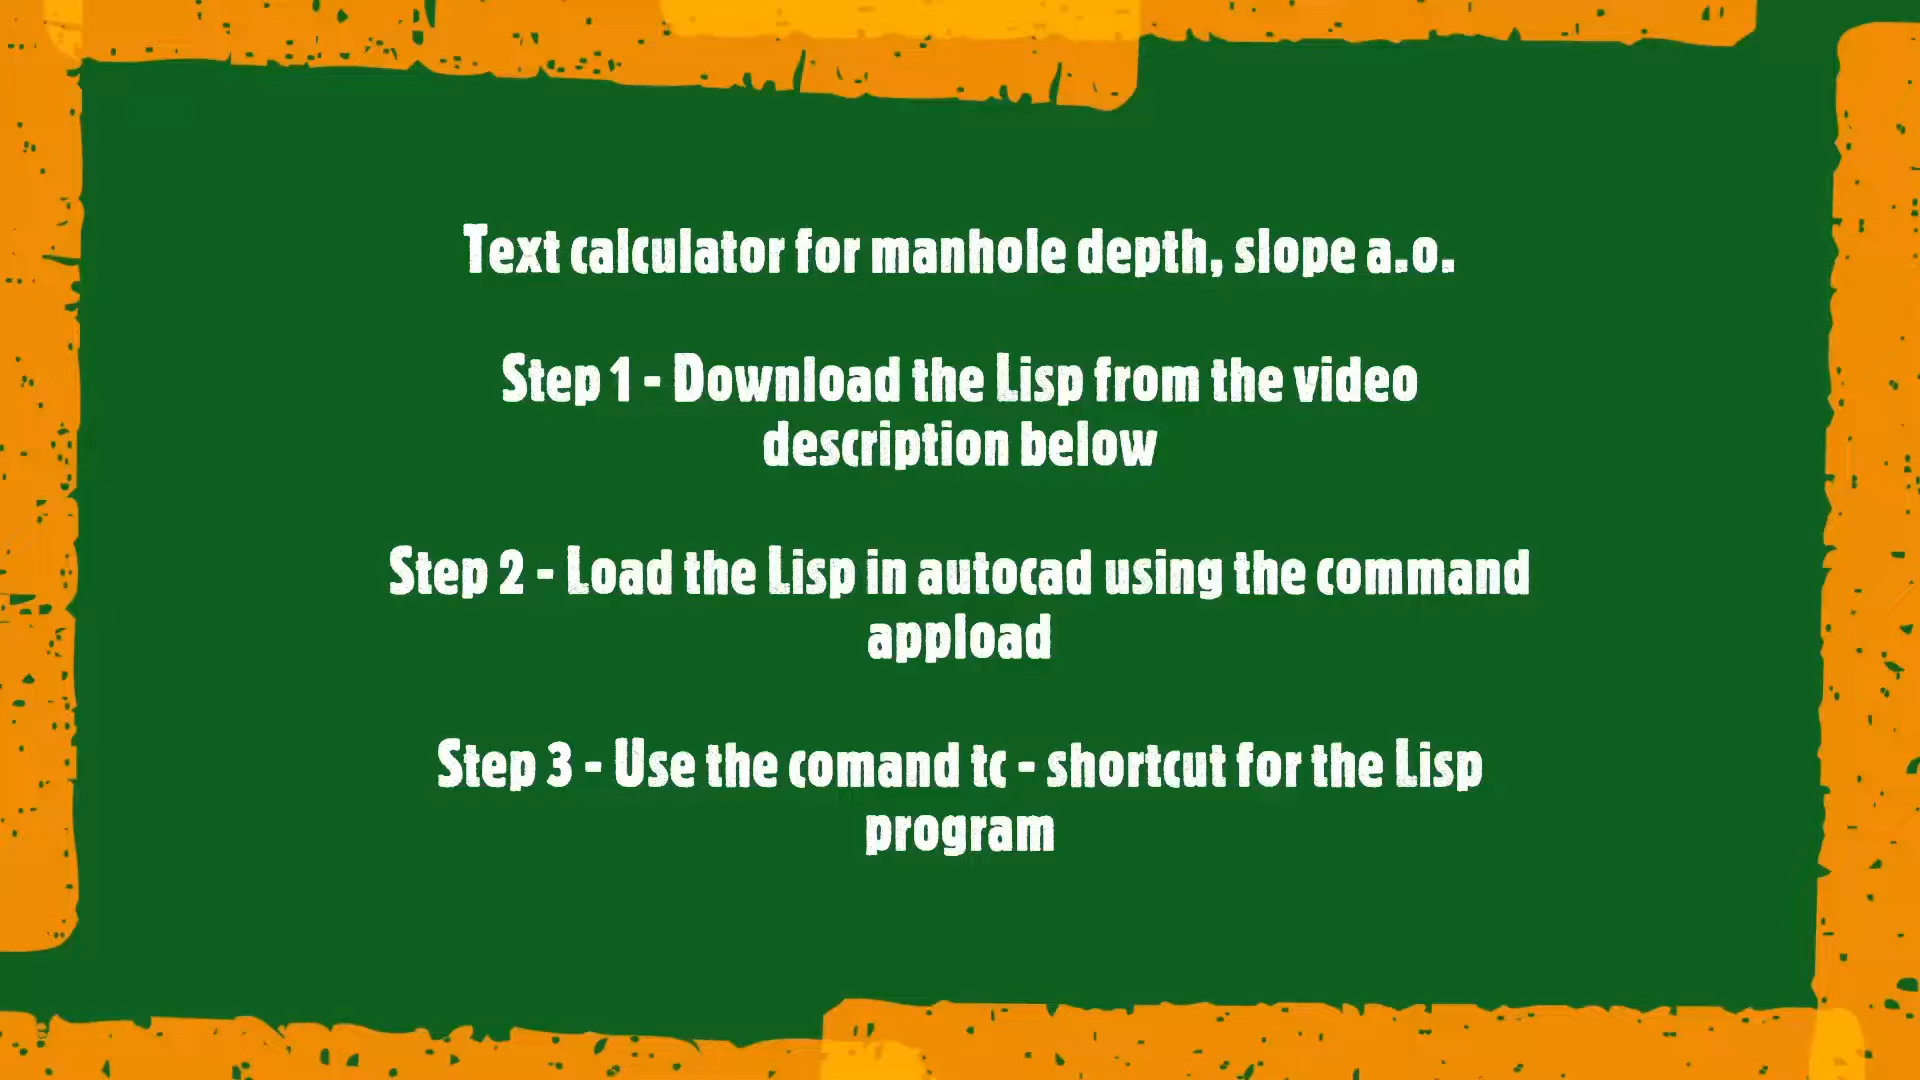 Text calculator for manhole depth, slope a.o.
Step 1 - Download the Lisp from the video
description below
Step 2 - Load the Lisp in autocad using the command
appload
Step 3 - Use the comand tc - shortcut for the Lisp
program